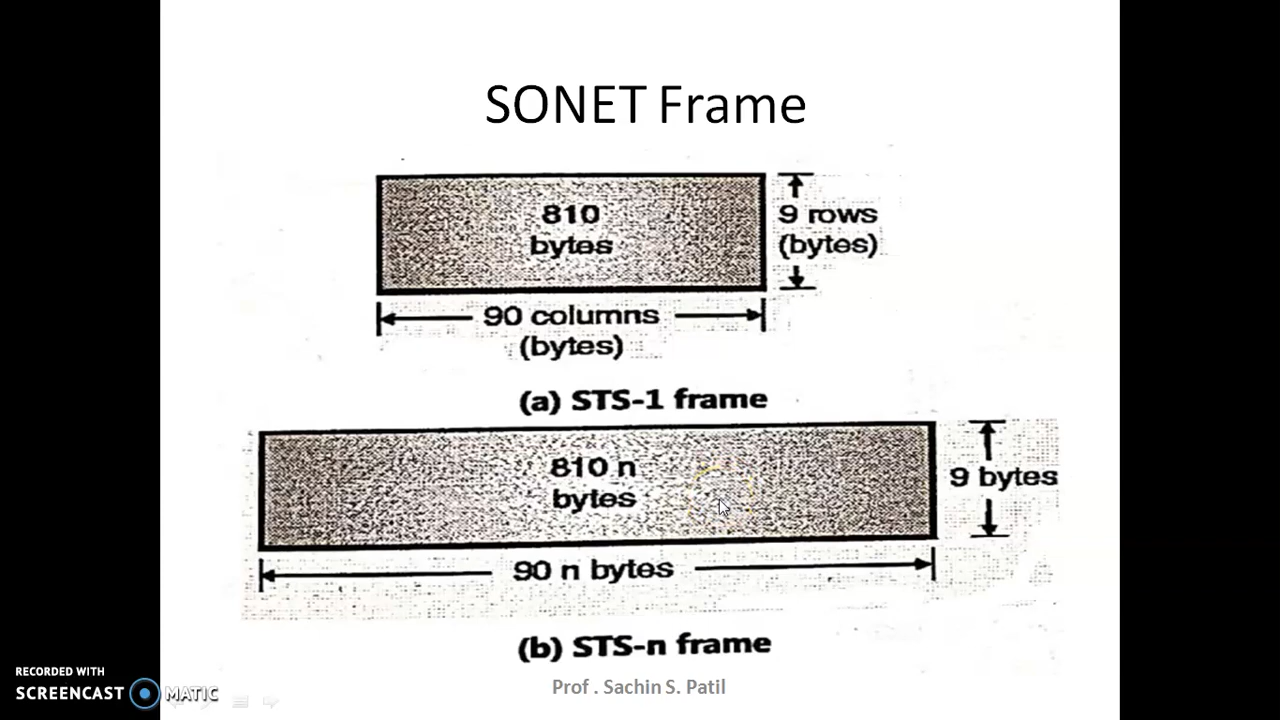 SONET Frame
810
bytes
9 rows
(bytes)
90 columns
(bytes)
(a) STS-1 frame
810 n
bytes
9 bytes
90 n bytes
(b) STS-n frame
Prof . Sachin S. Patil
RECORDED WITH
SCREENCAST MATIC